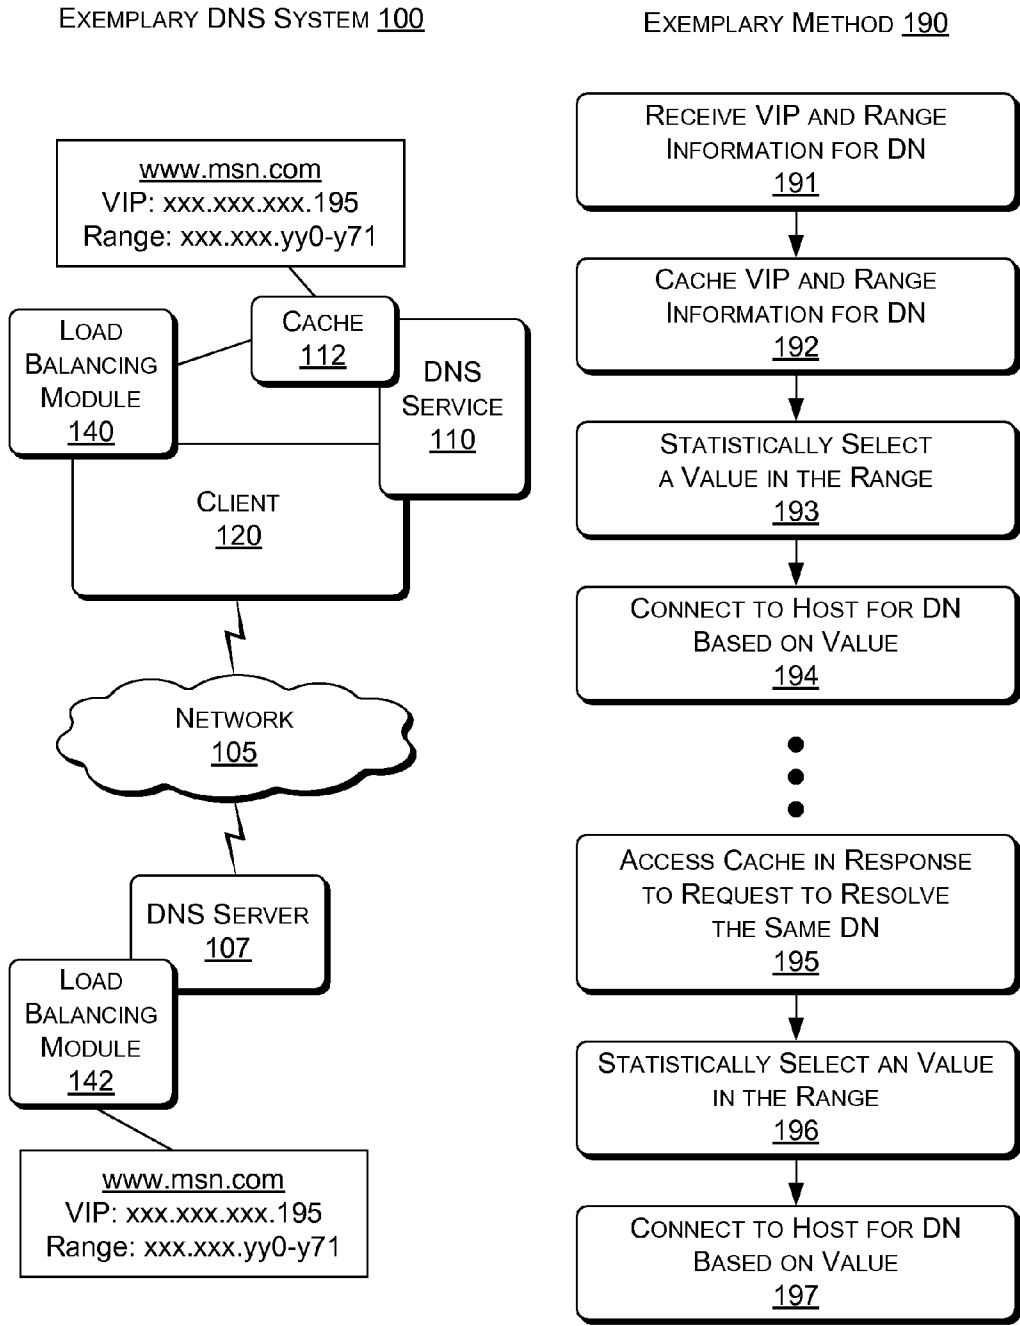 EXEMPLARY DNS SYSTEM 100
www.msn.com
VIP: xxx.xxx.xxx.195
Range: xxx.xxx.yy0-y71
LOAD
BALANCING
MODULE
140
CACHE
112
DNS
SERVICE
110
CLIENT
120
NETWORK
105
DNS SERVER
107
LOAD
BALANCING
MODULE
142
www.msn.com
VIP: xxx.xxx.xxx.195
Range: xxx.xxx.yy0-y71
EXEMPLARY METHOD 190
RECEIVE VIP AND RANGE
INFORMATION FOR DN
191
CACHE VIP AND RANGE
INFORMATION FOR DN
192
STATISTICALLY SELECT
A VALUE IN THE RANGE
193
CONNECT TO HOST FOR DN
BASED ON VALUE
194
ACCESS CACHE IN RESPONSE
TO REQUEST TO RESOLVE
THE SAME DN
195
STATISTICALLY SELECT AN VALUE
IN THE RANGE
196
CONNECT TO HOST FOR DN
BASED ON VALUE
197